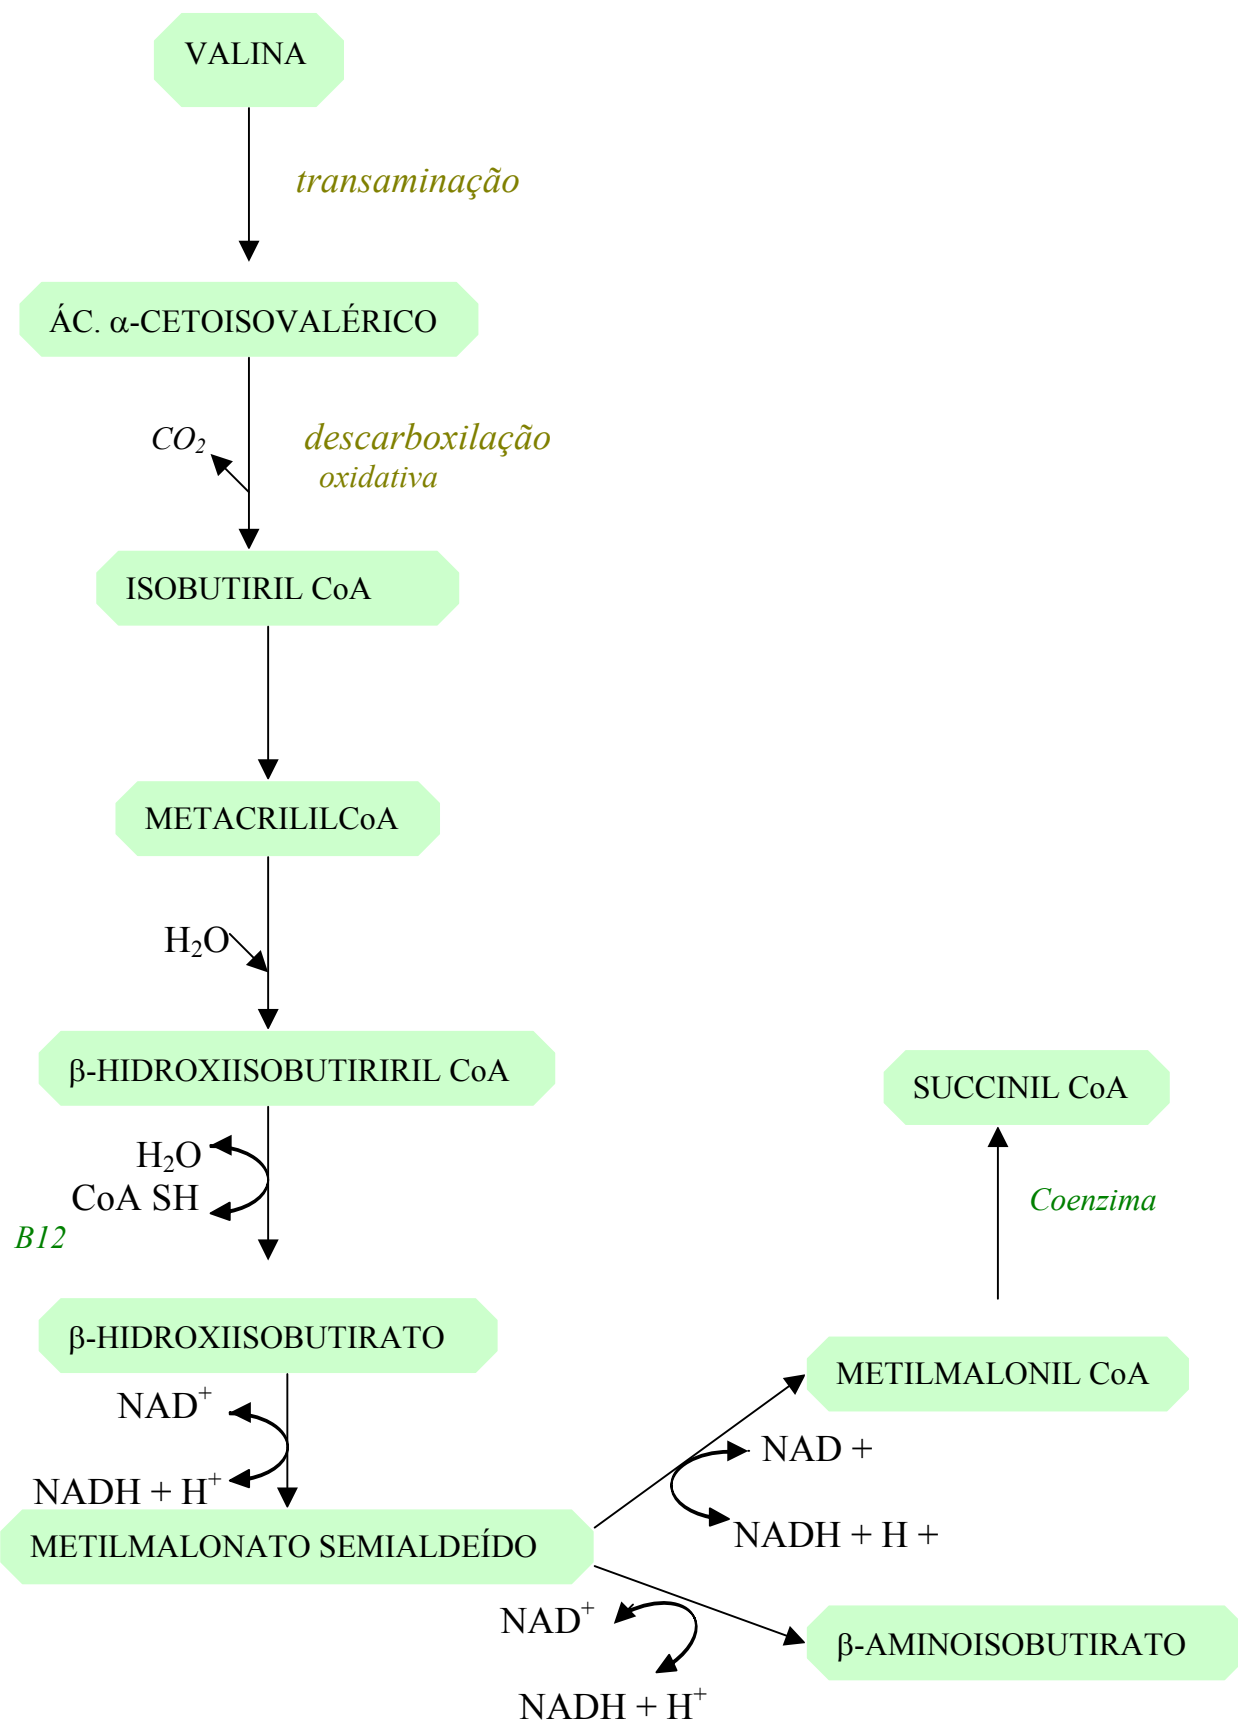 VALINA
transaminação
ÁC. α-CETOISOVALÉRICO
CO₂
descarboxilação
oxidativa
ISOBUTIRIL CoA
METACRILILCoA
H₂O
β-HIDROXIISOBUTIRIRIL CoA
SUCCINIL CoA
H₂O
CoA SH
Coenzima
B12
β-HIDROXIISOBUTIRATO
METILMALONIL CoA
NAD⁺
NAD +
NADH + H⁺
NADH + H +
METILMALONATO SEMIALDEÍDO
NAD⁺
β-AMINOISOBUTIRATO
NADH + H⁺